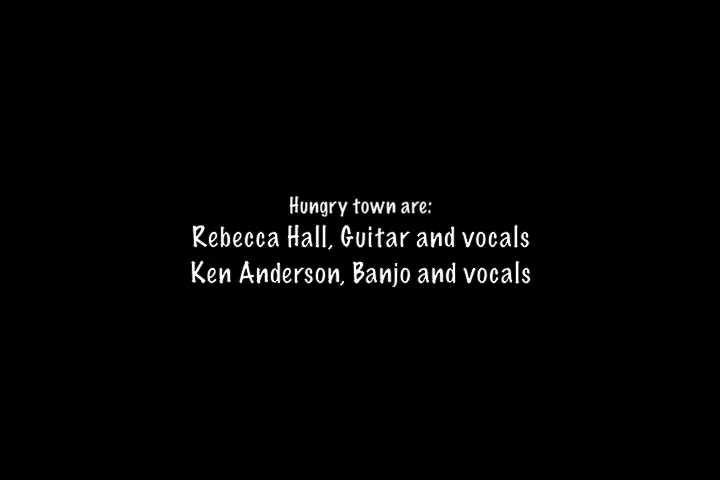 Hungry town are:
Rebecca Hall, Guitar and vocals
Ken Anderson, Banjo and vocals